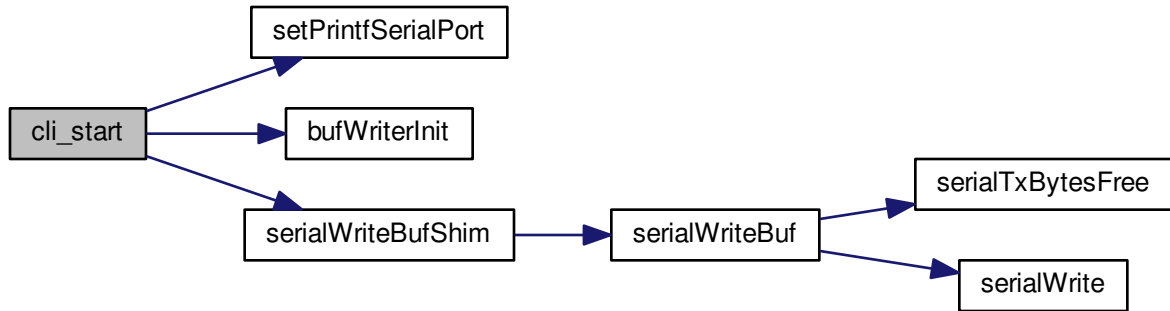 setPrintfSerialPort
cli_start
bufWriterInit
serialWriteBufShim
serialWriteBuf
serialTxBytesFree
serialWrite